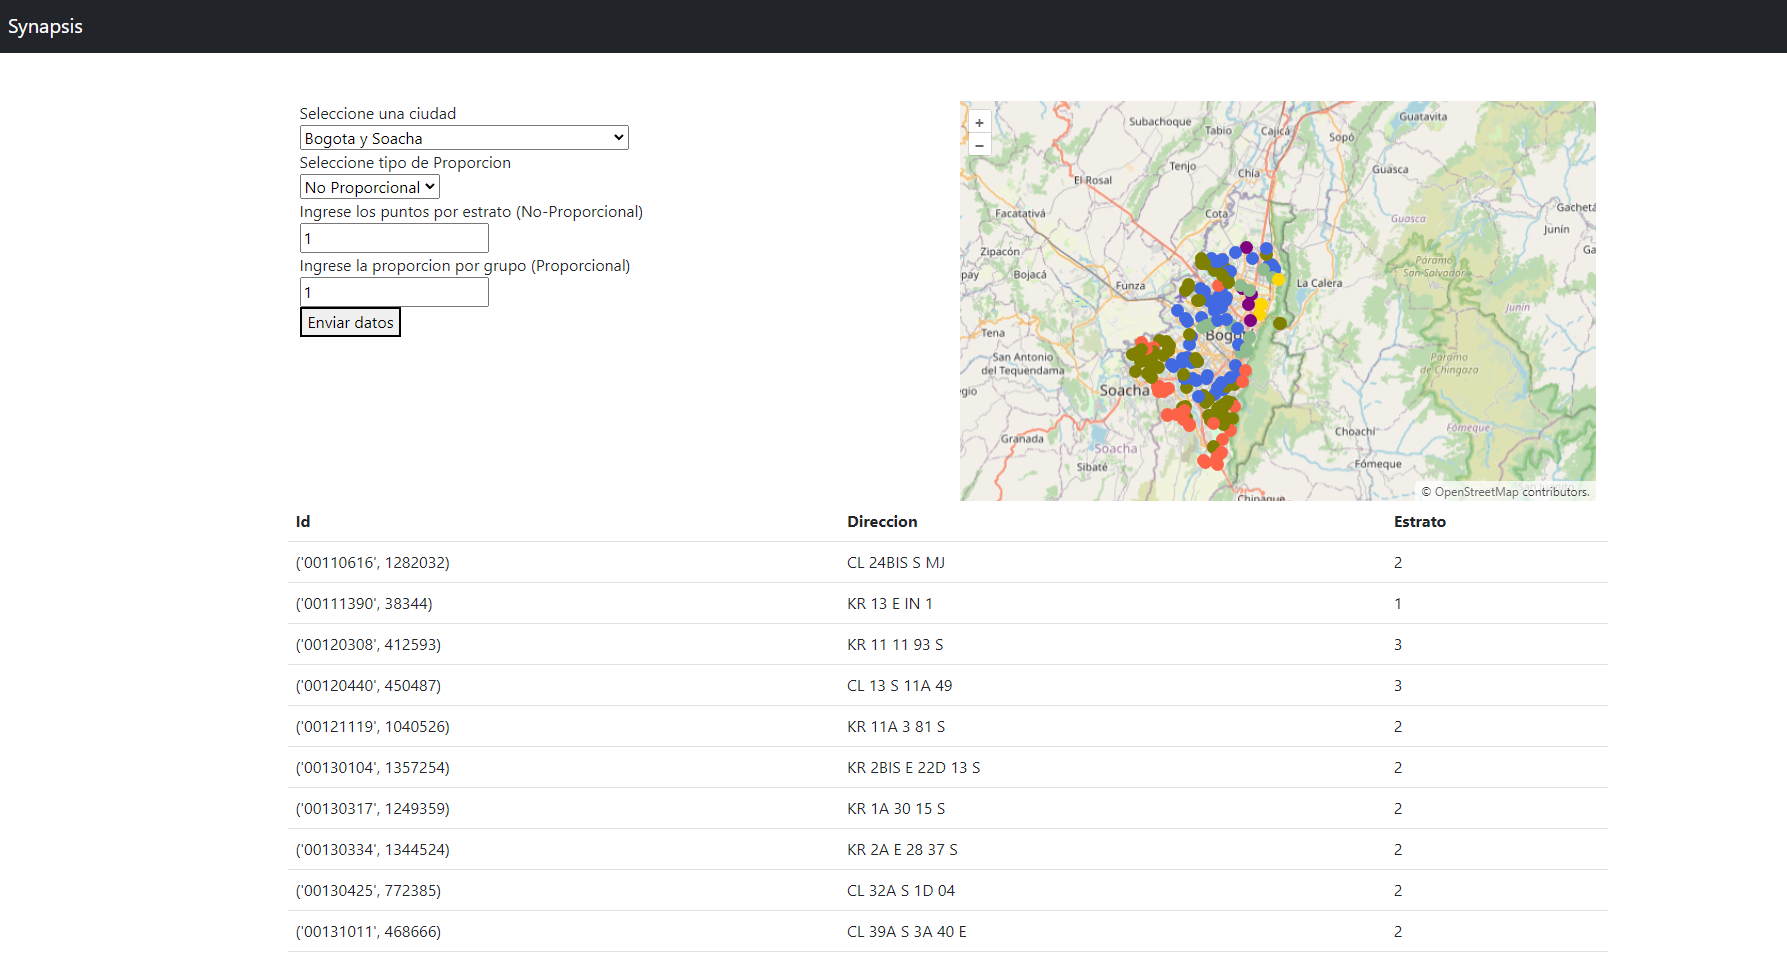 Synapsis
Seleccione una ciudad
Bogota y Soacha
Seleccione tipo de Proporcion
No Proporcional
Ingrese los puntos por estrato (No-Proporcional)
1
Ingrese la proporcion por grupo (Proporcional)
1
Enviar datos
+
−
Subachoque
Tabio
Cajicá
Sopó
Guatavita
Tenjo
Chía
Guasca
El Rosal
Facatativá
Cota
Guasca
Gachetá
Junín
Zipacón
Bojacá
Páramo
San Salvador
Ga
pay
Funza
La Calera
Junín
Tena
Bogo
San Antonio
del Tequendama
Páramo
de Chingaza
Soacha
gio
Choachí
Fómeque
Granada
Soacha
Sibaté
Fómeque
Chinaque
© OpenStreetMap contributors.
Id Direccion Estrato
('00110616', 1282032) CL 24BIS S MJ 2
('00111390', 38344) KR 13 E IN 1 1
('00120308', 412593) KR 11 11 93 S 3
('00120440', 450487) CL 13 S 11A 49 3
('00121119', 1040526) KR 11A 3 81 S 2
('00130104', 1357254) KR 2BIS E 22D 13 S 2
('00130317', 1249359) KR 1A 30 15 S 2
('00130334', 1344524) KR 2A E 28 37 S 2
('00130425', 772385) CL 32A S 1D 04 2
('00131011', 468666) CL 39A S 3A 40 E 2